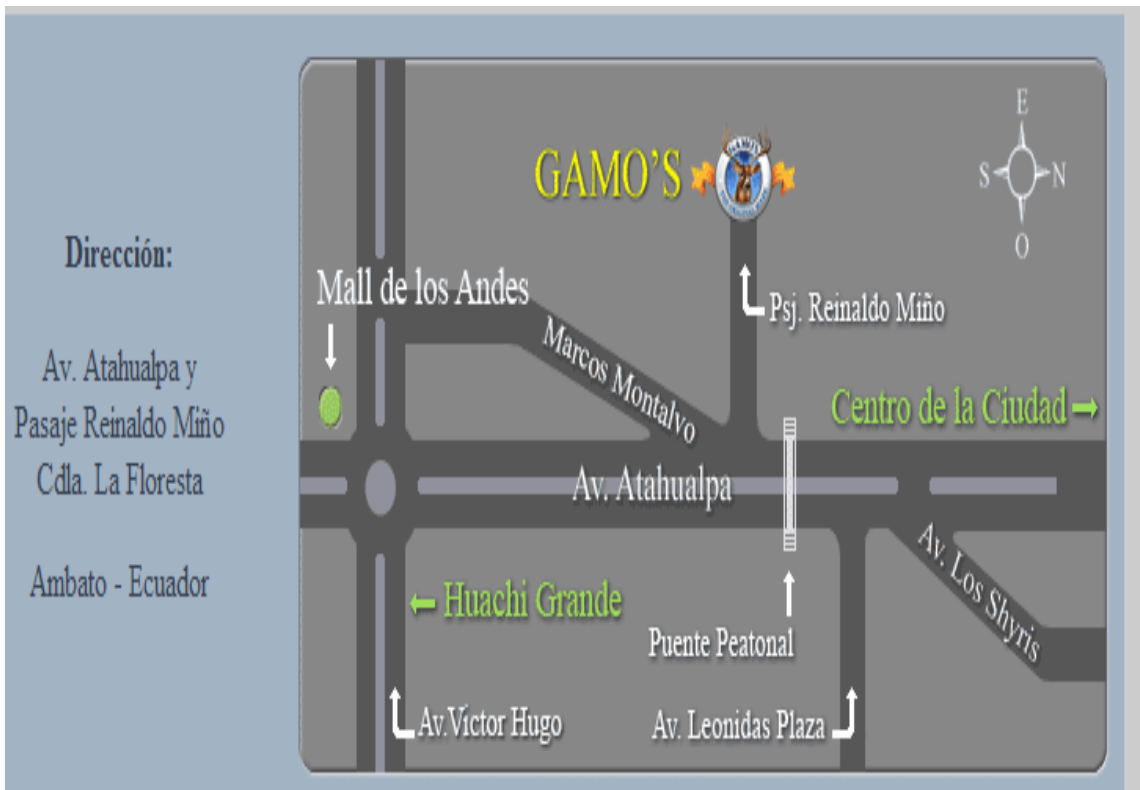 Dirección:
Av. Atahualpa y
Pasaje Reinaldo Miño
Cdla. La Floresta
Ambato - Ecuador
GAMO'S
GAMO'S
E
S
N
O
Mall de los Andes
Psj. Reinaldo Miño
Marcos Montalvo
Centro de la Ciudad
Av. Atahualpa
Av. Los Shyris
Huachi Grande
Puente Peatonal
Av.Victor Hugo
Av. Leonidas Plaza